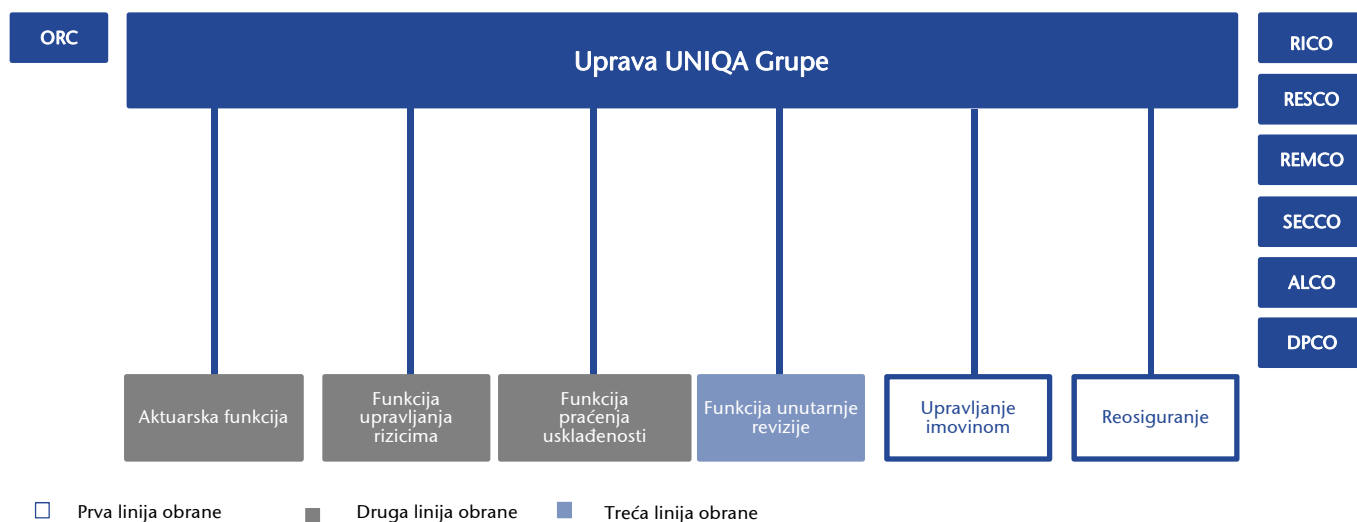 ORC
Uprava UNIQA Grupe
RICO
RESCO
REMCO
SECCO
ALCO
DPCO
Aktuarska funkcija
Funkcija
upravljanja
rizicima
Funkcija
praćenja
usklađenosti
Funkcija unutarnje
revizije
Upravljanje
imovinom
Reosiguranje
Prva linija obrane
Druga linija obrane
Treća linija obrane